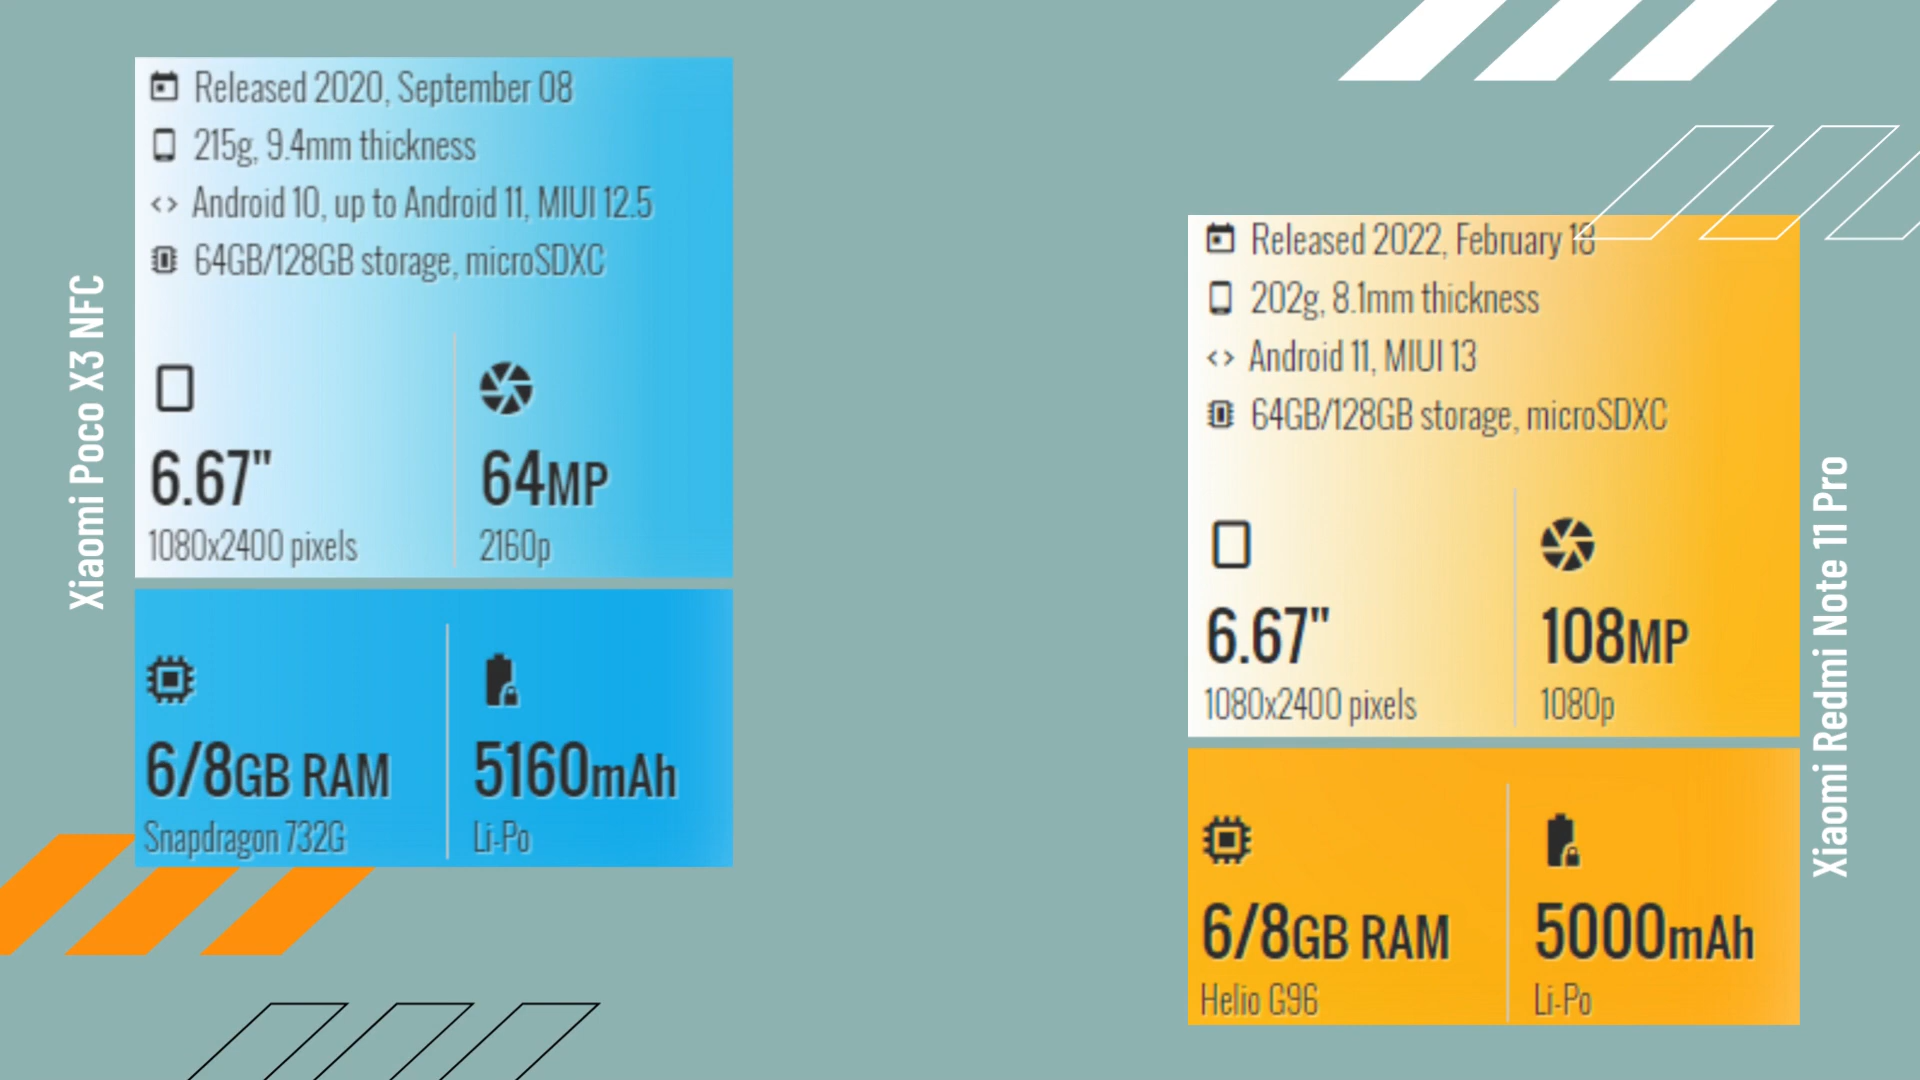 Xiaomi Poco X3 NFC
Released 2020, September 08
215g, 9.4mm thickness
Android 10, up to Android 11, MIUI 12.5
64GB/128GB storage, microSDXC
6.67"
1080x2400 pixels
64MP
2160p
6/8GB RAM
Snapdragon 732G
5160mAh
Li-Po
Released 2022, February 18
202g, 8.1mm thickness
Android 11, MIUI 13
64GB/128GB storage, microSDXC
6.67"
1080x2400 pixels
108MP
1080p
6/8GB RAM
Helio G96
5000mAh
Li-Po
Xiaomi Redmi Note 11 Pro